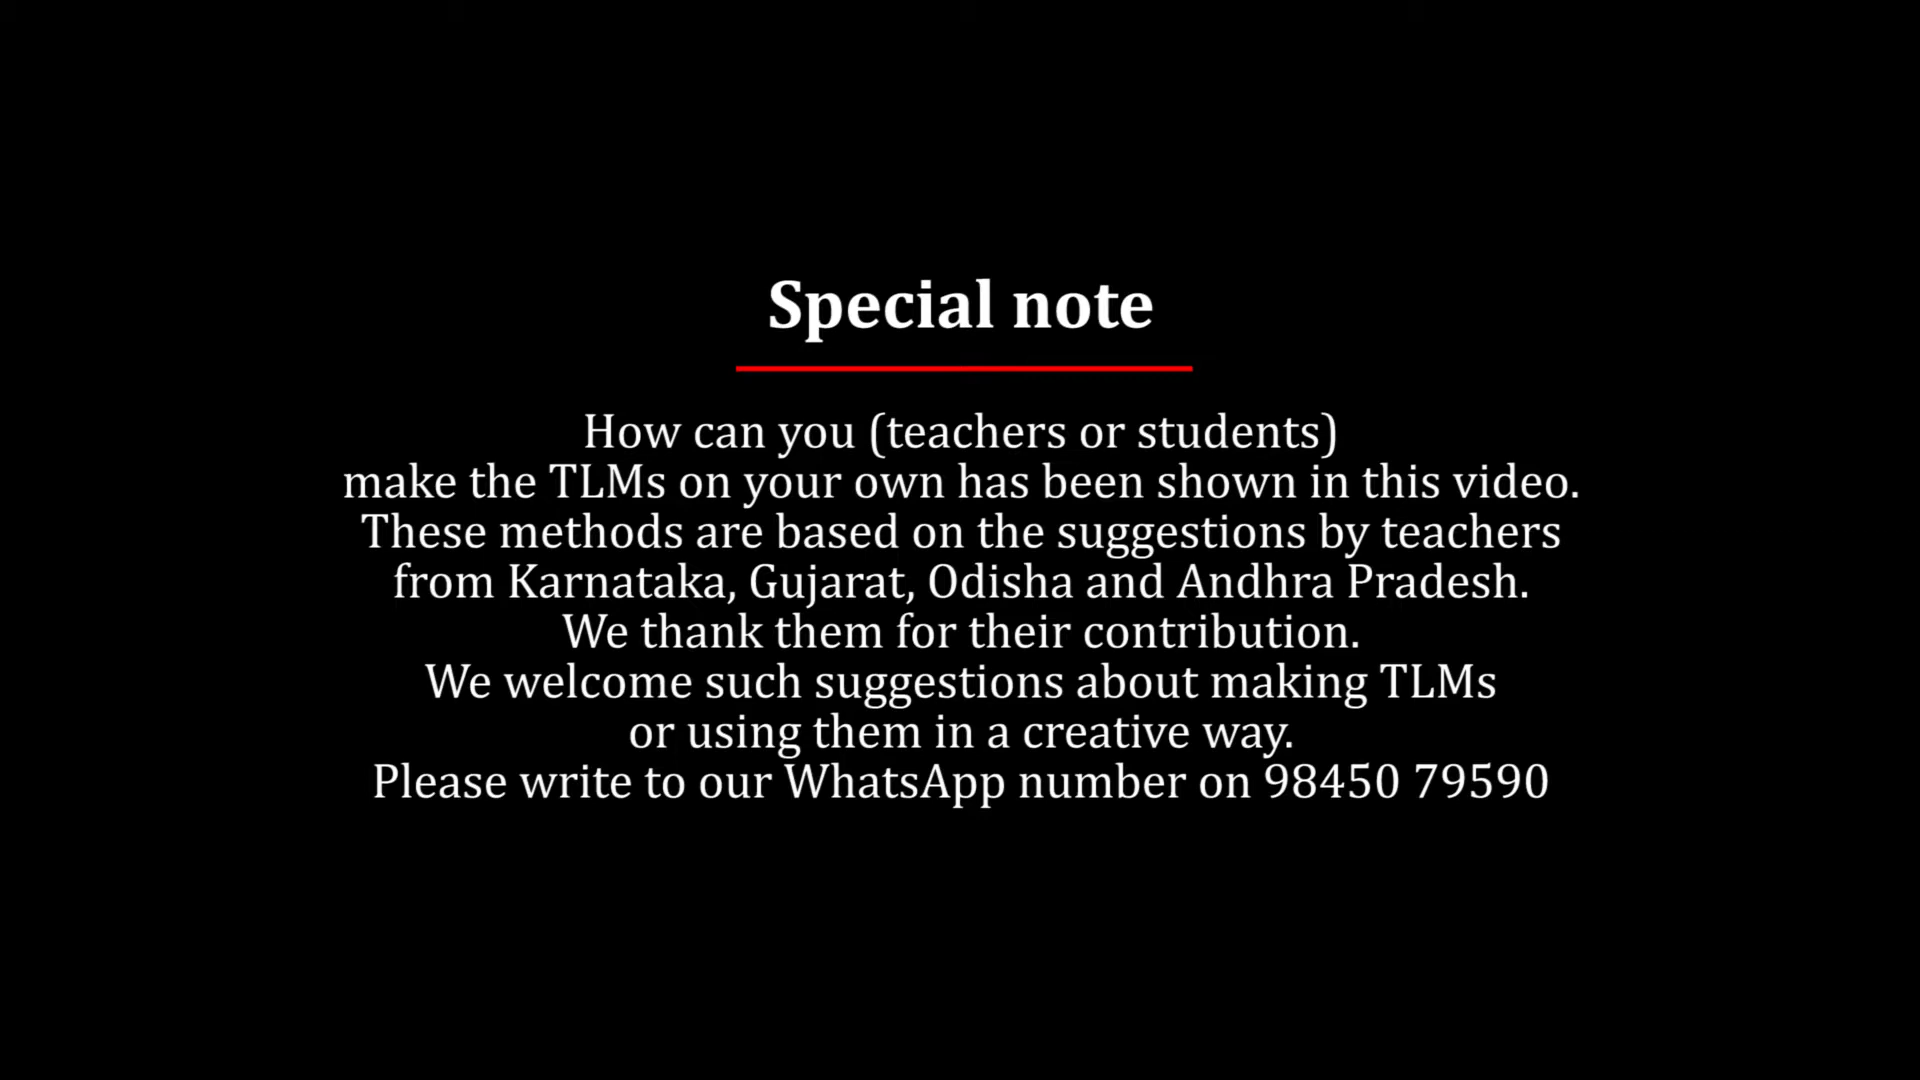 Special note
How can you (teachers or students)
make the TLMs on your own has been shown in this video.
These methods are based on the suggestions by teachers
from Karnataka, Gujarat, Odisha and Andhra Pradesh.
We thank them for their contribution.
We welcome such suggestions about making TLMs
or using them in a creative way.
Please write to our WhatsApp number on 98450 79590